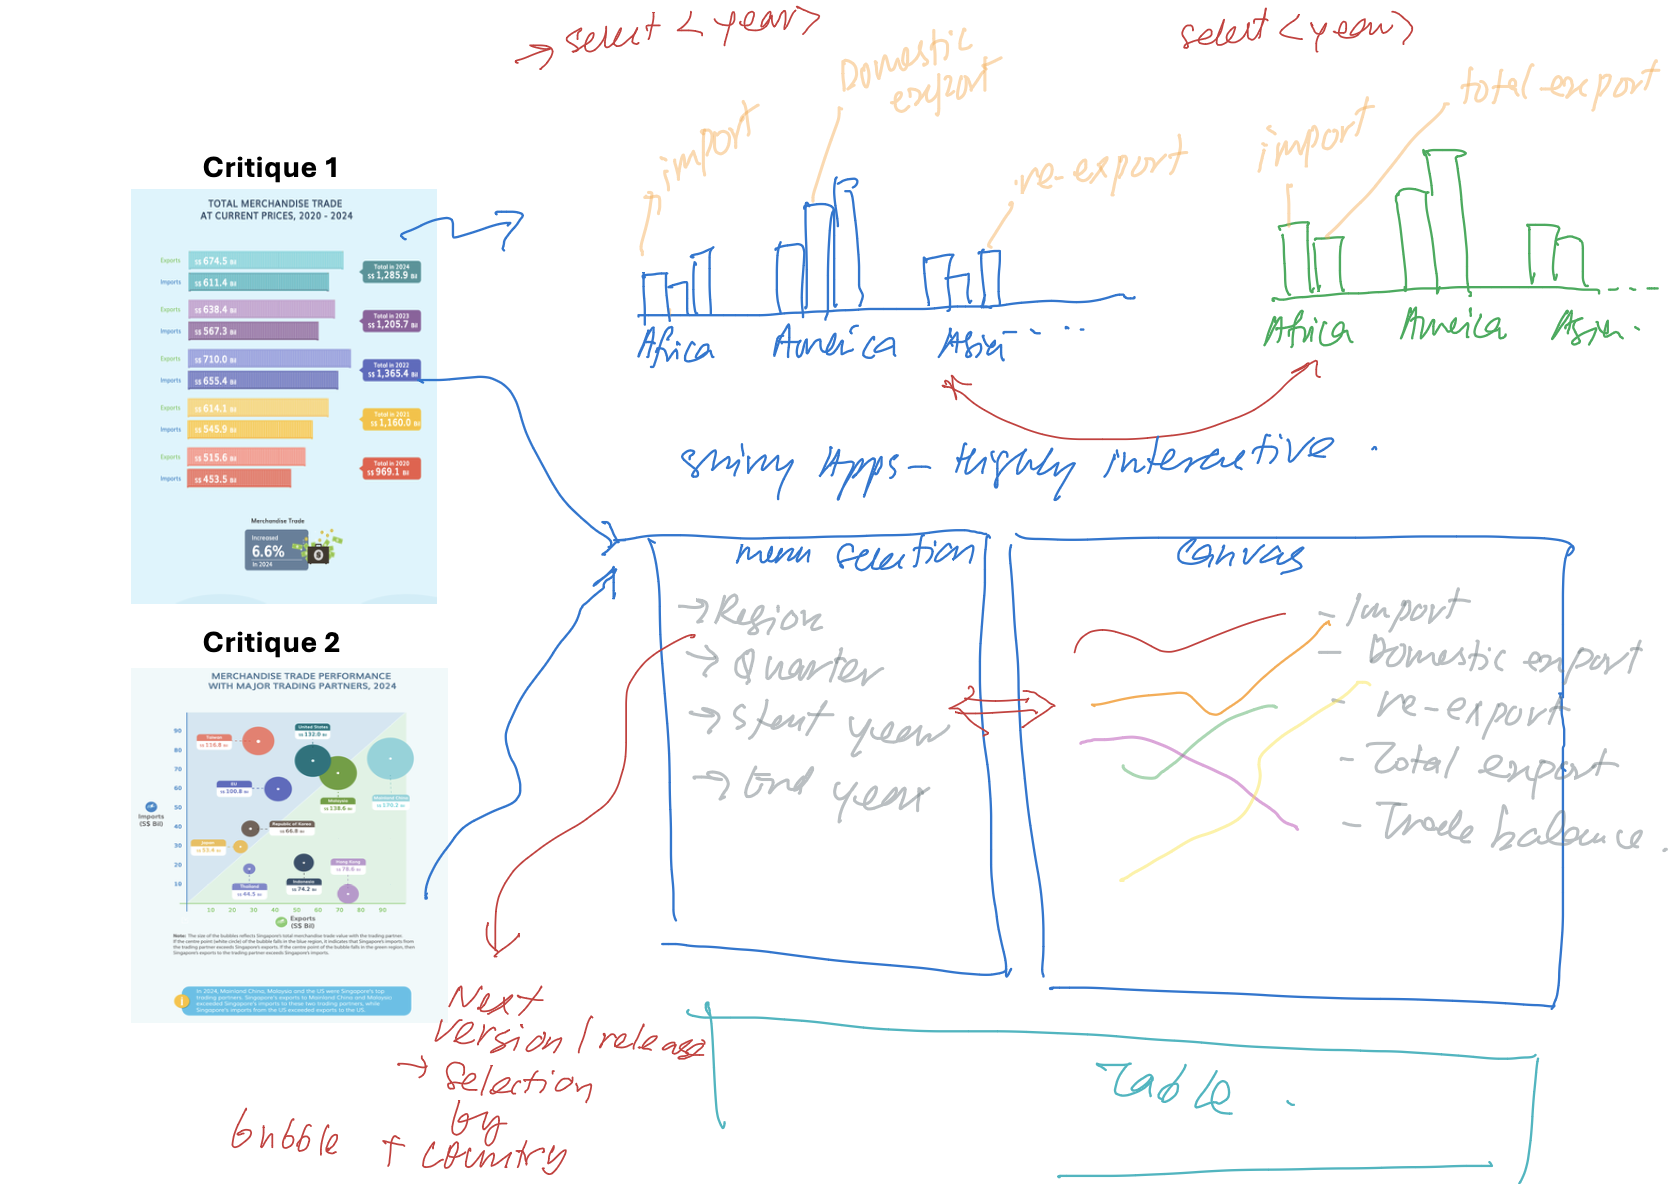 → select <year>
select <year>
Domestic
export
import
re-export
import
total-export
Africa
America
Asia
Africa
America
Asia
Shiny Apps - Highly interactive.
Critique 1
TOTAL MERCHANDISE TRADE
AT CURRENT PRICES, 2020 - 2024
Exports
S$ 674.5 Bil
Imports
S$ 611.4 Bil
Total in 2024
S$ 1,285.9 Bil
Exports
S$ 638.4 Bil
Imports
S$ 567.3 Bil
Total in 2023
S$ 1,205.7 Bil
Exports
S$ 710.0 Bil
Imports
S$ 655.4 Bil
Total in 2022
S$ 1,365.4 Bil
Exports
S$ 614.1 Bil
Imports
S$ 545.9 Bil
Total in 2021
S$ 1,160.0 Bil
Exports
S$ 515.6 Bil
Imports
S$ 453.5 Bil
Total in 2020
S$ 969.1 Bil
Merchandise Trade
Increased
6.6%
In 2024
menu selection
→ Region
→ Quarter
→ Start year
→ End year
Canvas
- Import
- Domestic export
- re-export
- Total export
- Trade balance.
Table.
Critique 2
MERCHANDISE TRADE PERFORMANCE
WITH MAJOR TRADING PARTNERS, 2024
Imports
(S$ Bil)
90
80
70
60
50
40
30
20
10
Taiwan
S$ 116.8 Bil
United States
S$ 132.0 Bil
EU
S$ 100.8 Bil
Malaysia
S$ 138.6 Bil
Mainland China
S$ 170.2 Bil
Republic of Korea
S$ 66.8 Bil
Japan
S$ 53.4 Bil
Thailand
S$ 44.5 Bil
Indonesia
S$ 74.2 Bil
Hong Kong
S$ 79.6 Bil
10 20 30 40 50 60 70 80 90
Exports
(S$ Bil)
Note: The size of the bubbles reflects Singapore's total merchandise trade value with the trading partner.
If the centre point (white circle) of the bubble falls in the blue region, it indicates that Singapore's imports from
the trading partner exceeds Singapore's exports. If the centre point of the bubble falls in the green region, then
Singapore's exports to the trading partner exceeds Singapore's imports.
In 2024, Mainland China, Malaysia and the US were Singapore's top
trading partners. Singapore's exports to Mainland China and Malaysia
exceeded Singapore's imports to these two trading partners, while
Singapore's imports from the US exceeded exports to the US.
Next
version / release
→ selection
by
bubble + country